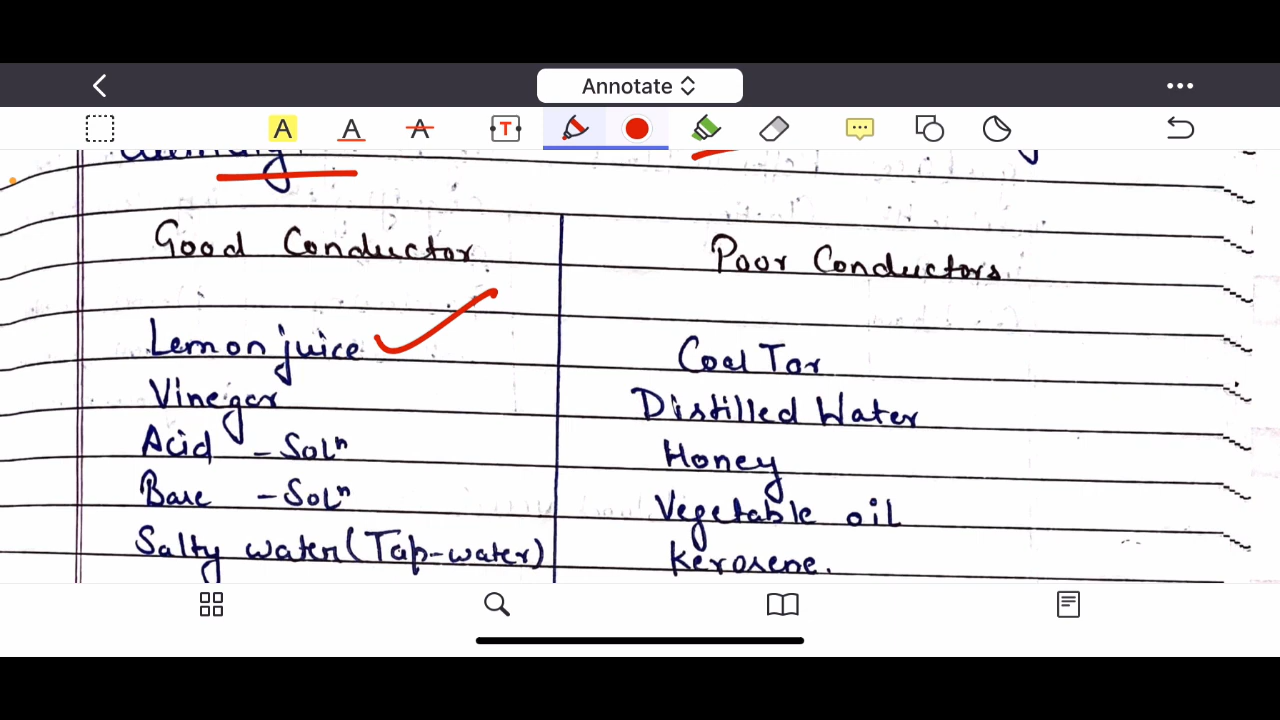 Annotate
A A A T
Good Conductor
Poor Conductors.
Lemon juice
Coal Tar
Vinegar
Distilled Water
Acid - Solⁿ
Honey
Base - Solⁿ
Vegetable oil
Salty water (Tap-water)
Kerosene.